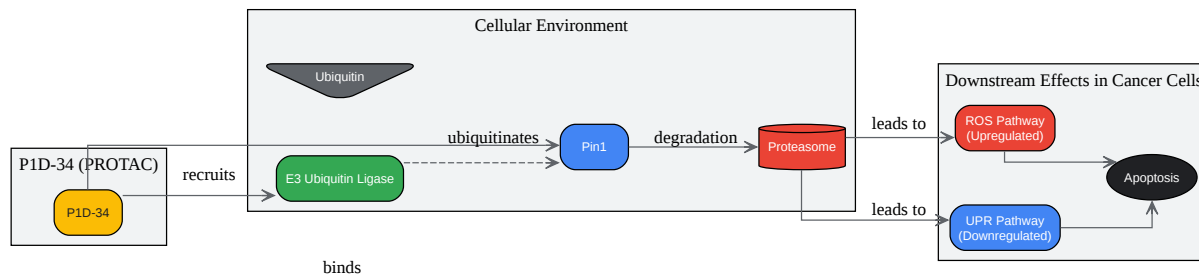 Cellular Environment
Ubiquitin
Downstream Effects in Cancer Cells
leads to
ROS Pathway
(Upregulated)
ubiquitinates
degradation
Pin1
Proteasome
P1D-34 (PROTAC)
recruits
E3 Ubiquitin Ligase
Apoptosis
P1D-34
leads to
UPR Pathway
(Downregulated)
binds